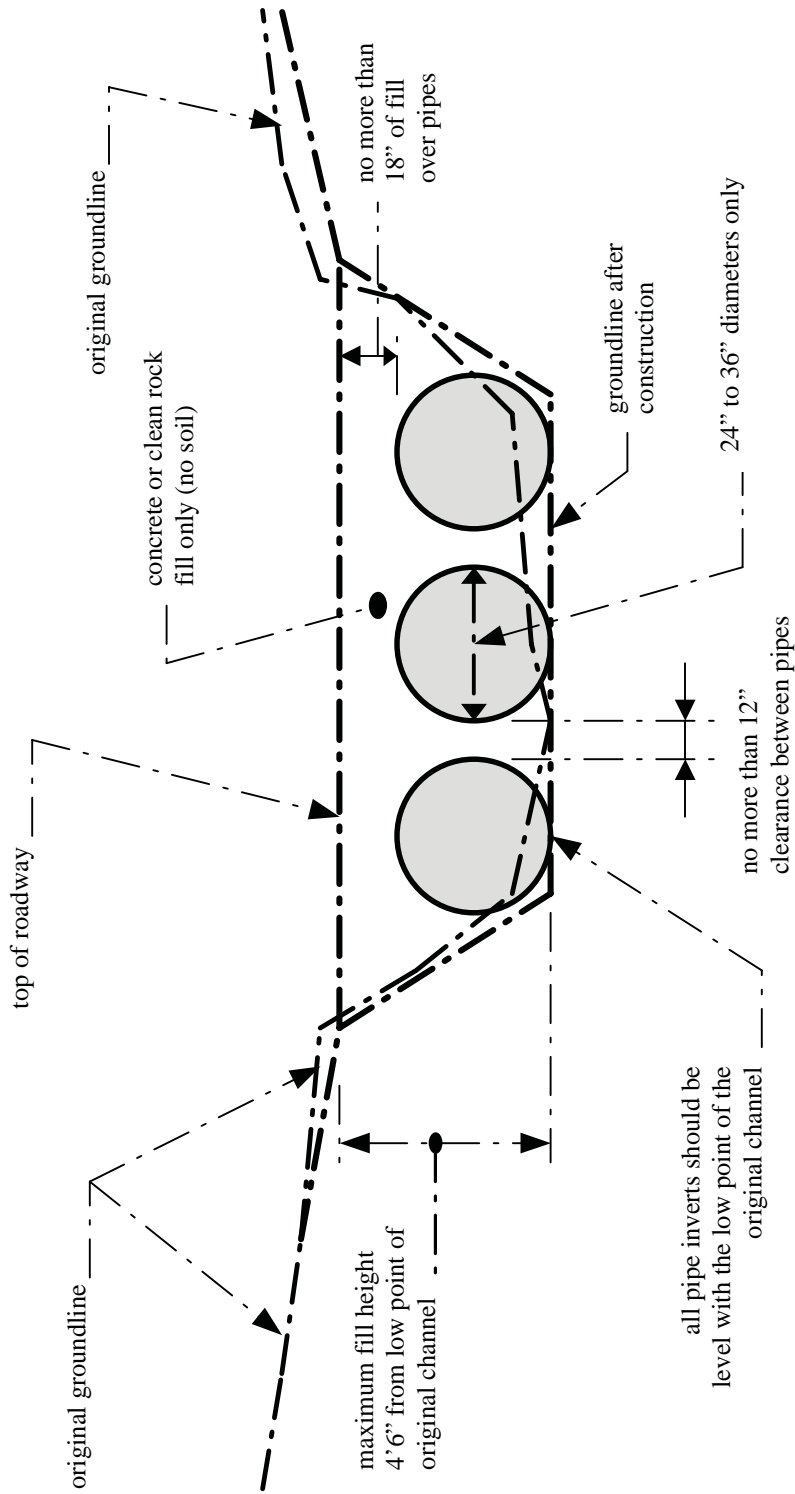 top of roadway
original groundline
concrete or clean rock
fill only (no soil)
original groundline
no more than
18” of fill
over pipes
maximum fill height
4’6” from low point of
original channel
groundline after
construction
24” to 36” diameters only
all pipe inverts should be
level with the low point of the
original channel
no more than 12”
clearance between pipes